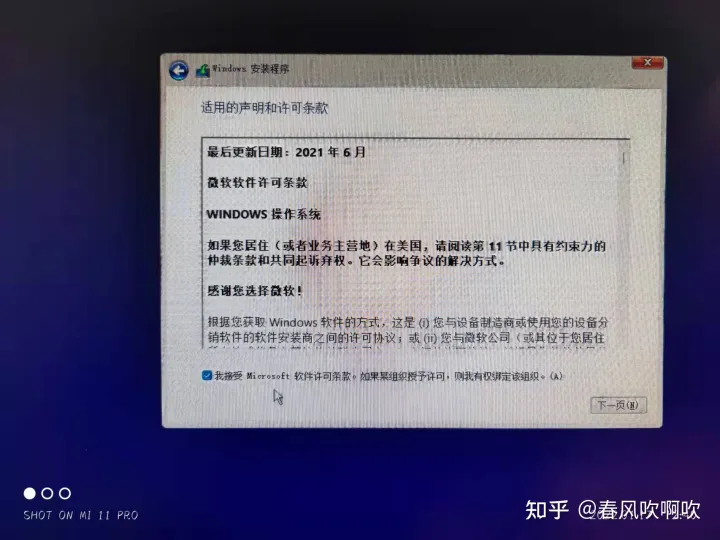 Windows 安装程序
适用的声明和许可条款
最后更新日期：2021 年 6 月
微软软件许可条款
WINDOWS 操作系统
如果您居住（或者业务主营地）在美国，请阅读第 11 节中具有约束力的
仲裁条款和共同起诉弃权。它会影响争议的解决方式。
感谢您选择微软！
根据您获取 Windows 软件的方式，这是 (i) 您与设备制造商或使用您的设备分
销软件的软件安装商之间的许可协议；或 (ii) 您与微软公司（或其位于您居住
我接受 Microsoft 软件许可条款。如果某组织授予许可，则我有权绑定该组织。(A)
下一页(N)
SHOT ON MI 11 PRO
知乎 @春风吹啊吹